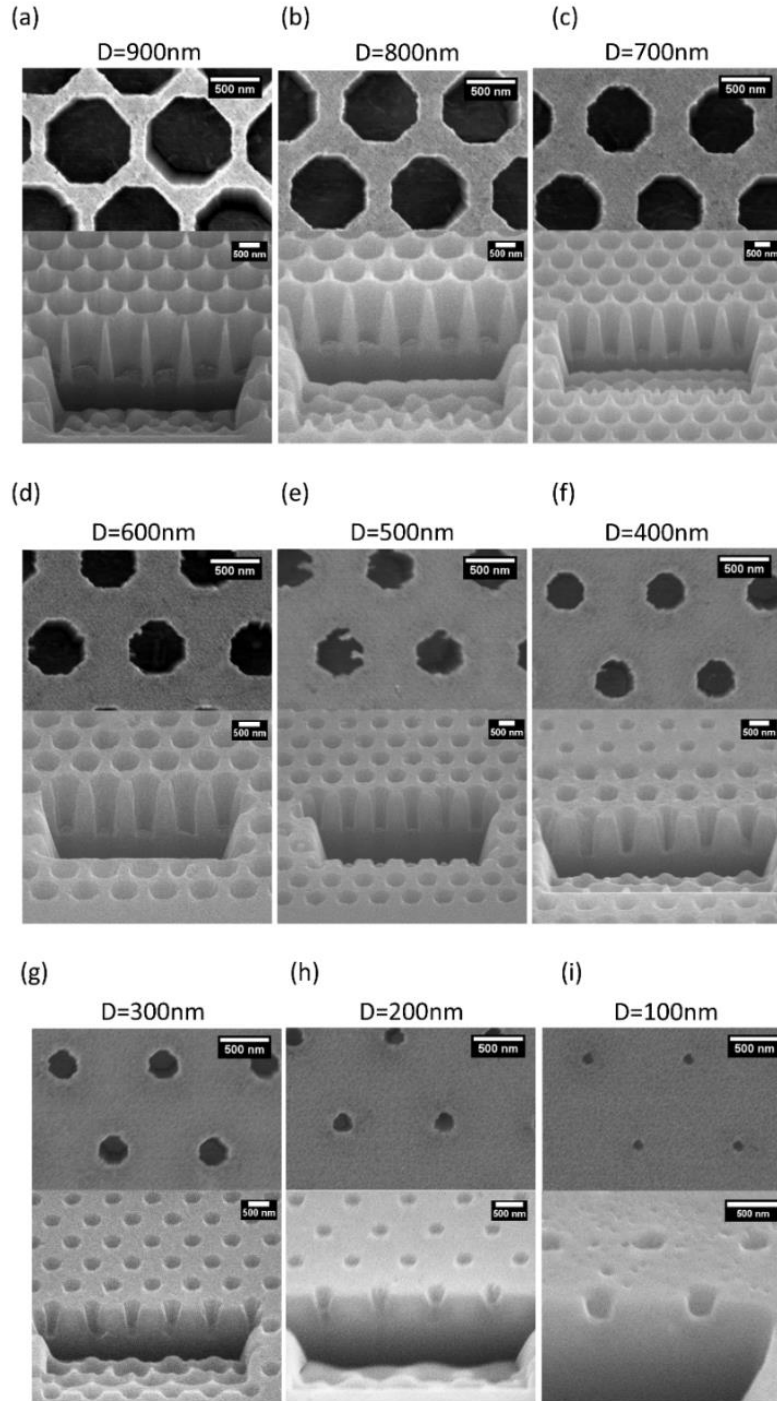 (a) (b) (c)
D=900nm D=800nm D=700nm
500 nm 500 nm 500 nm
500 nm 500 nm 500 nm
(d) (e) (f)
D=600nm D=500nm D=400nm
500 nm 500 nm 500 nm
500 nm 500 nm 500 nm
(g) (h) (i)
D=300nm D=200nm D=100nm
500 nm 500 nm 500 nm
500 nm 500 nm 500 nm